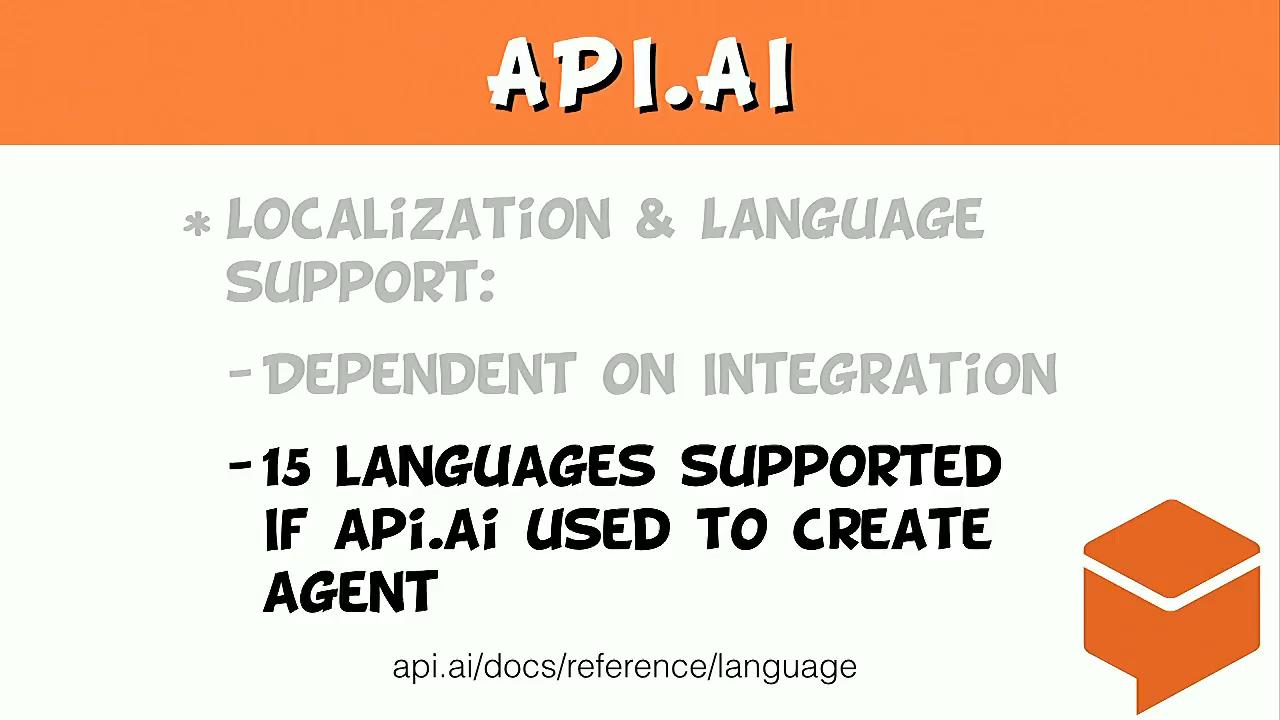 API.AI
* LOCALiZATiON & LANGUAGE
SUPPORT:
- DEPENDENT ON INTEGRATiON
- 15 LANGUAGES SUPPORTED
IF APi.Ai USED TO CREATE
AGENT
api.ai/docs/reference/language